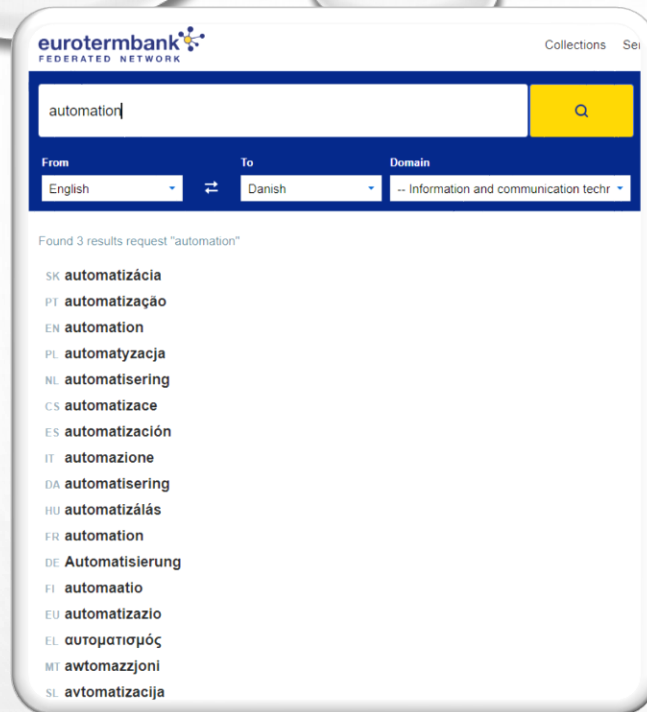 eurotermbank
FEDERATED NETWORK
Collections
automation
From To Domain
English Danish -- Information and communication techr
Found 3 results request "automation"
SK automatizácia
PT automatização
EN automation
PL automatyzacja
NL automatisering
CS automatizace
ES automatización
IT automazione
DA automatisering
HU automatizálás
FR automation
DE Automatisierung
FI automaatio
EU automatizazio
EL αυτοματισμός
MT awtomazzjoni
SL avtomatizacija